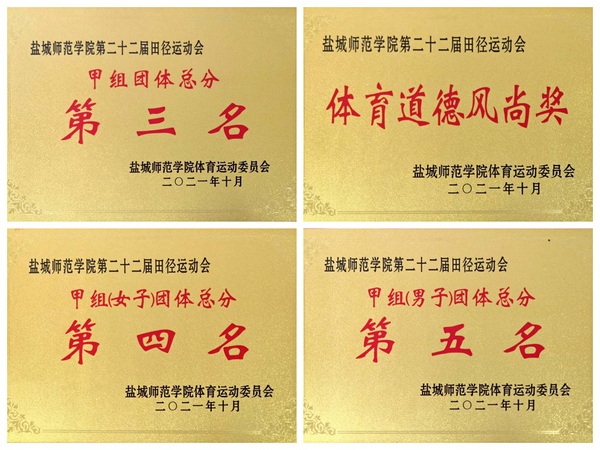 盐城师范学院第二十二届田径运动会
甲组团体总分
第三名
盐城师范学院体育运动委员会
二〇二一年十月
盐城师范学院第二十二届田径运动会
体育道德风尚奖
盐城师范学院体育运动委员会
二〇二一年十月
盐城师范学院第二十二届田径运动会
甲组(女子)团体总分
第四名
盐城师范学院体育运动委员会
二〇二一年十月
盐城师范学院第二十二届田径运动会
甲组(男子)团体总分
第五名
盐城师范学院体育运动委员会
二〇二一年十月